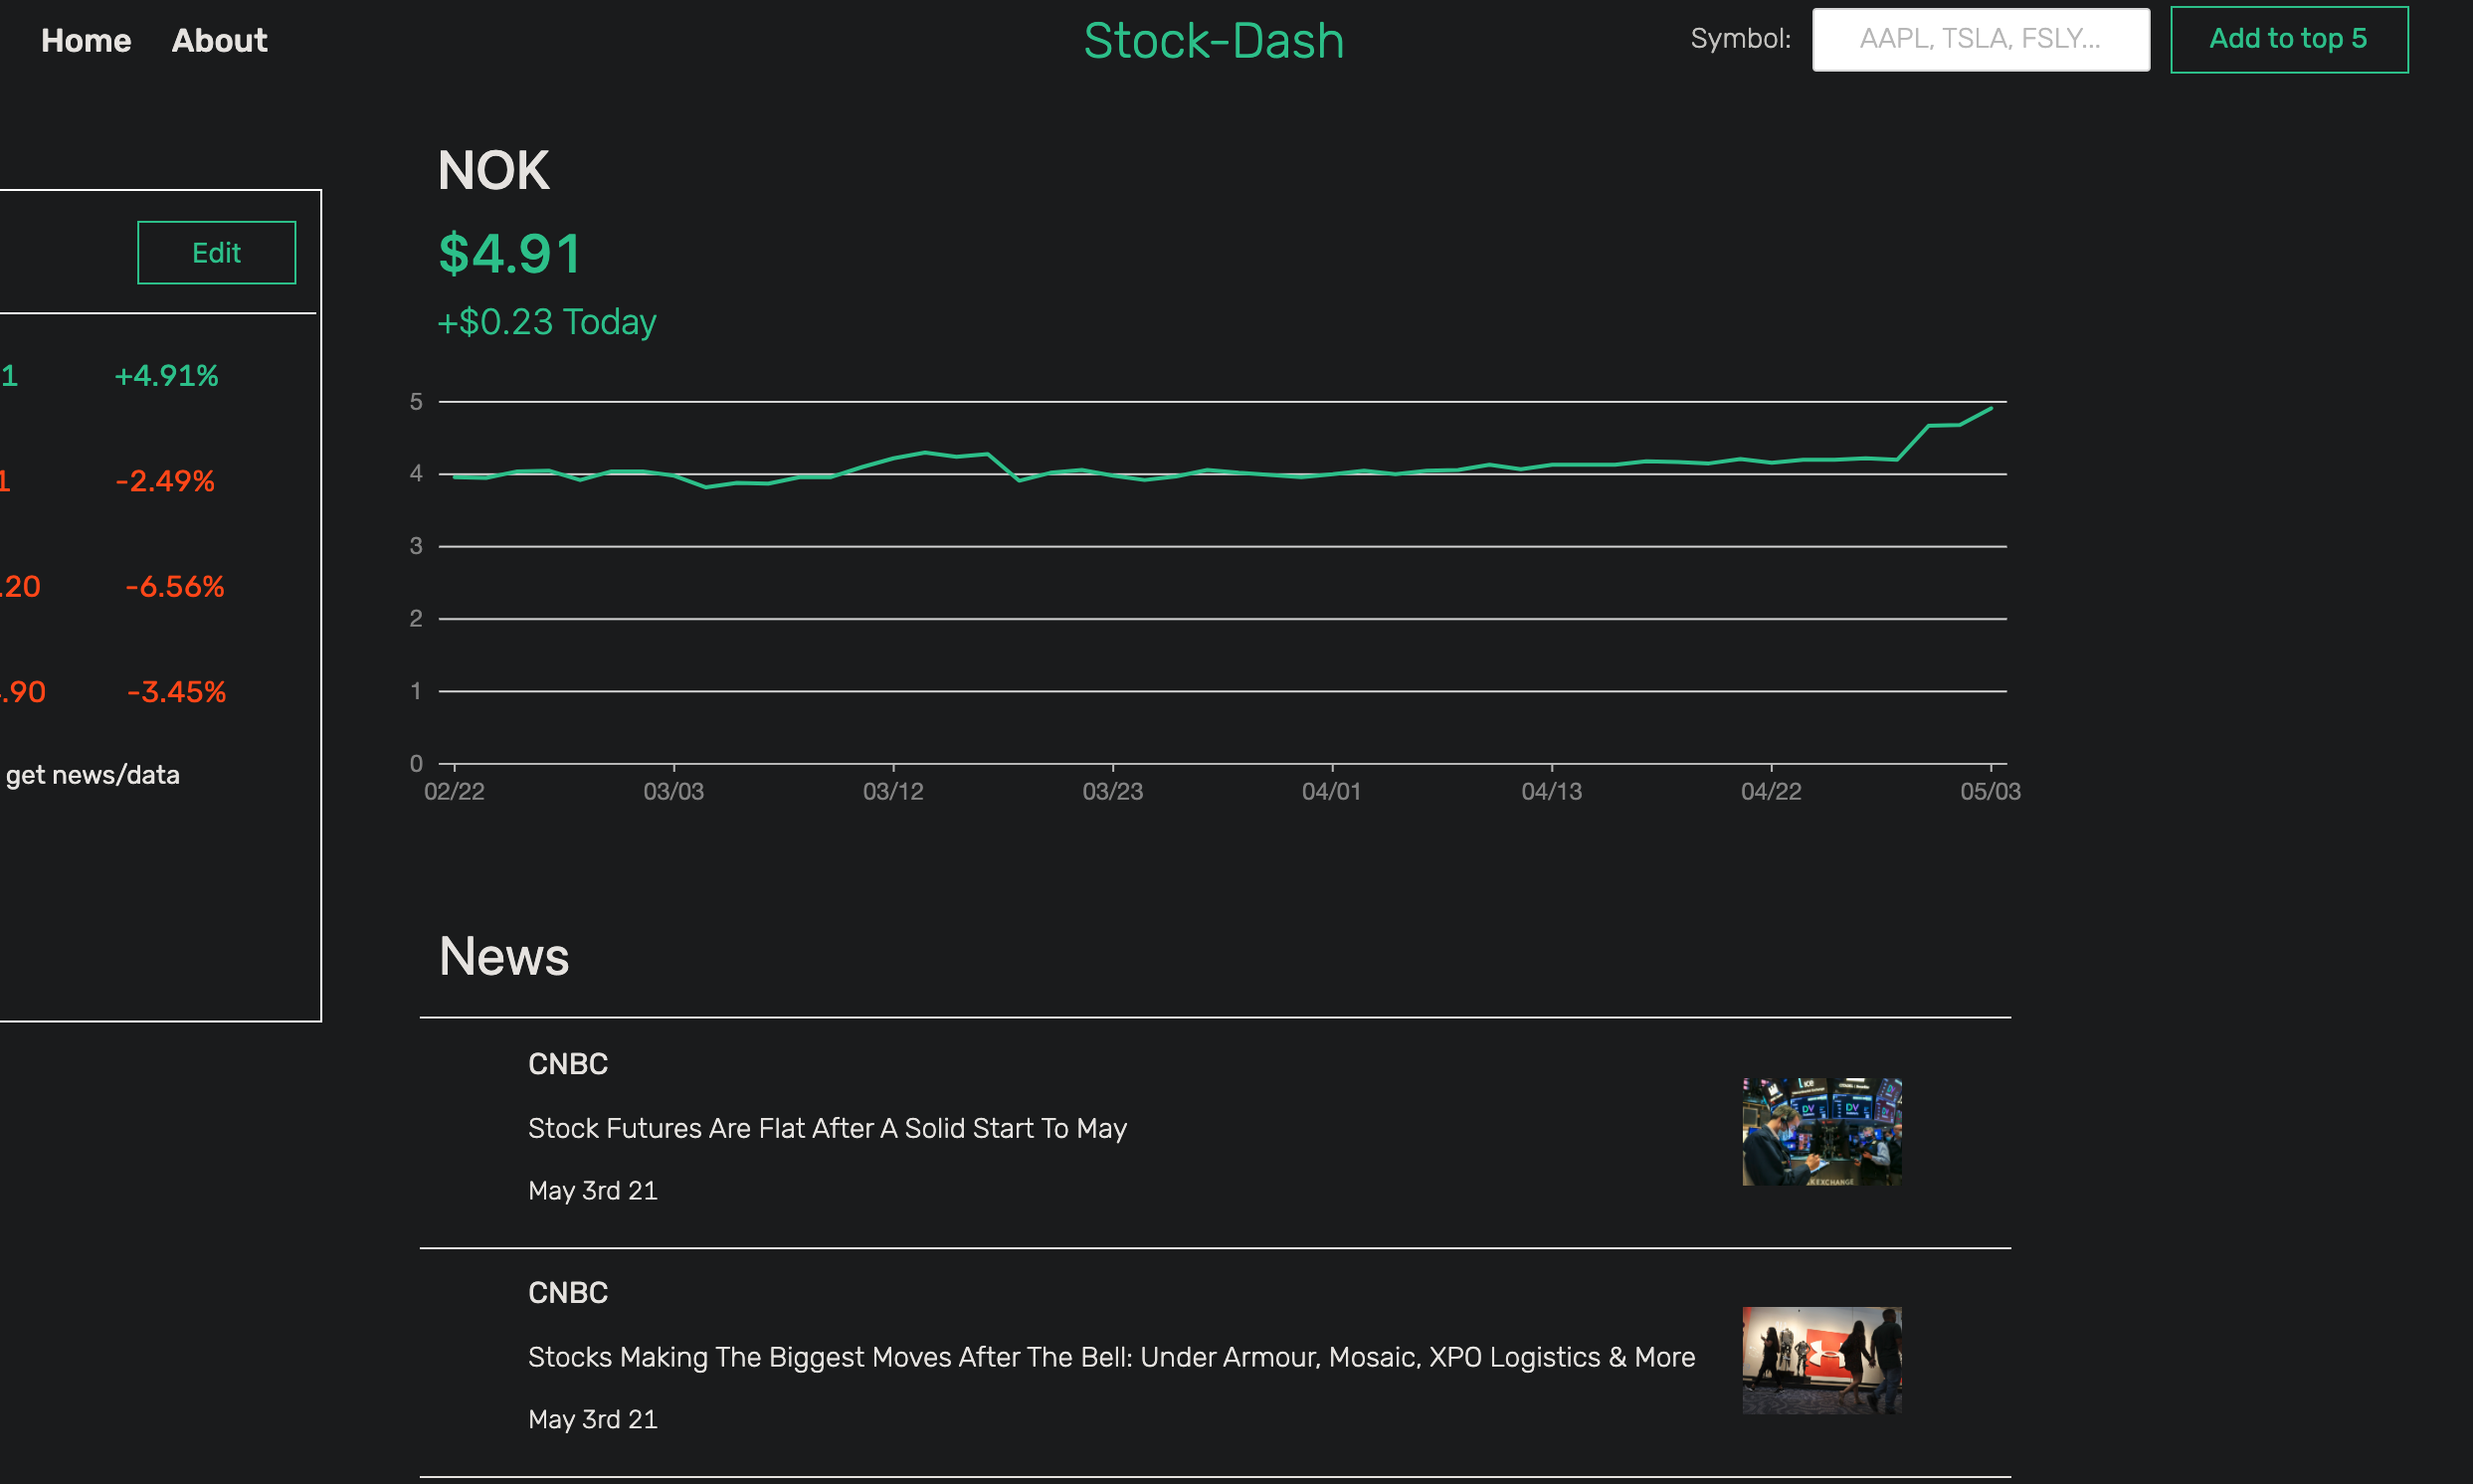 Home About Stock-Dash Symbol: AAPL, TSLA, FSLY... Add to top 5
Edit
1 +4.91%
1 -2.49%
.20 -6.56%
.90 -3.45%
get news/data
NOK
$4.91
+$0.23 Today
5
4
3
2
1
0
02/22 03/03 03/12 03/23 04/01 04/13 04/22 05/03
News
CNBC
Stock Futures Are Flat After A Solid Start To May
May 3rd 21
ice
DV DV
EXCHANGE
CNBC
Stocks Making The Biggest Moves After The Bell: Under Armour, Mosaic, XPO Logistics & More
May 3rd 21